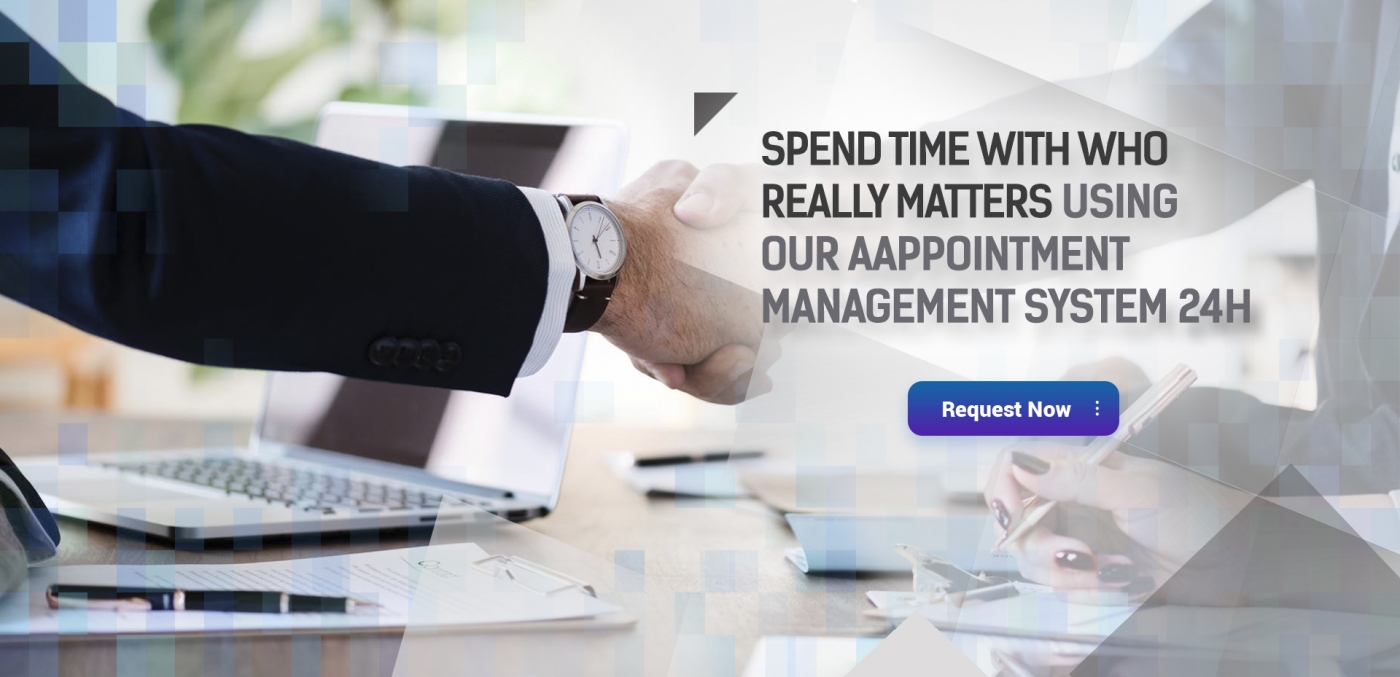 SPEND TIME WITH WHO
REALLY MATTERS USING
OUR AAPPOINTMENT
MANAGEMENT SYSTEM 24H
Request Now